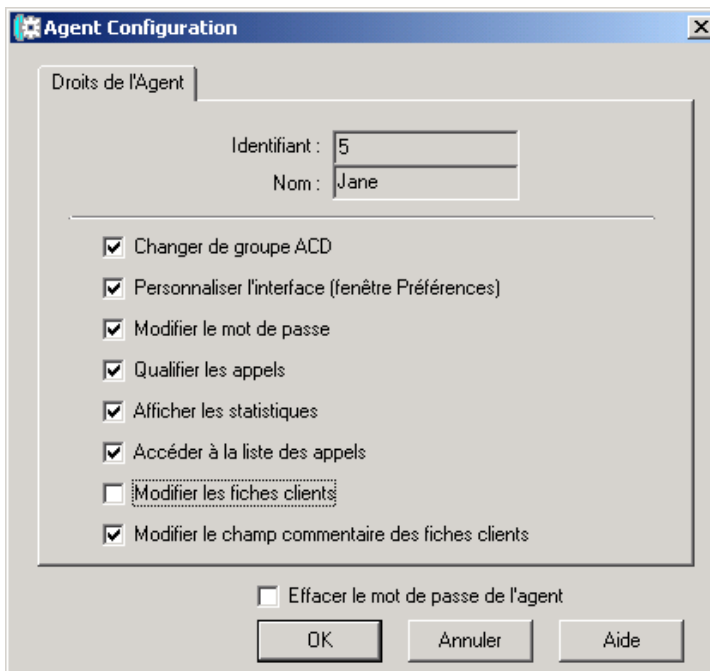 Agent Configuration
Droits de l'Agent
Identifiant : 5
Nom : Jane
Changer de groupe ACD
Personnaliser l'interface (fenêtre Préférences)
Modifier le mot de passe
Qualifier les appels
Afficher les statistiques
Accéder à la liste des appels
Modifier les fiches clients
Modifier le champ commentaire des fiches clients
Effacer le mot de passe de l'agent
OK Annuler Aide